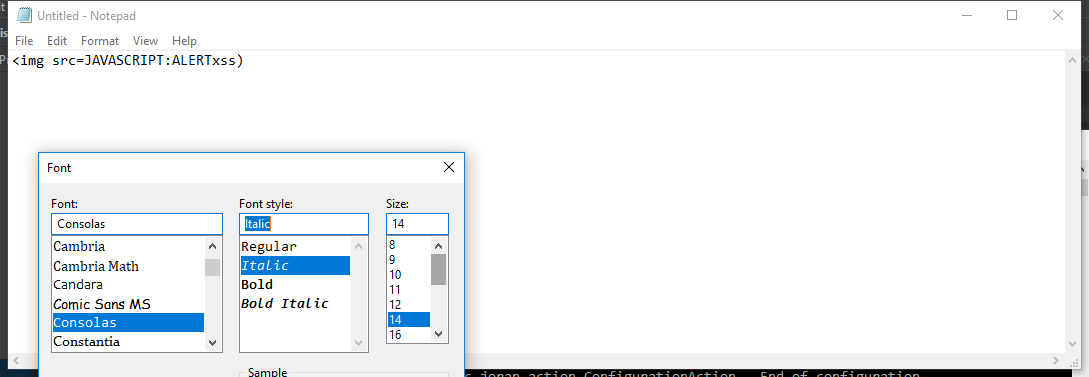 Untitled - Notepad
File Edit Format View Help
<img src=JAVASCRIPT:ALERTxss)
Font
Font: Font style: Size:
Consolas Italic 14
Cambria Regular 8
Cambria Math Italic 9
Candara Bold 10
Comic Sans MS Bold Italic 11
Consolas 12
Constantia 14
16
Sample
jonan.action.ConfigurationAction - End of configuration